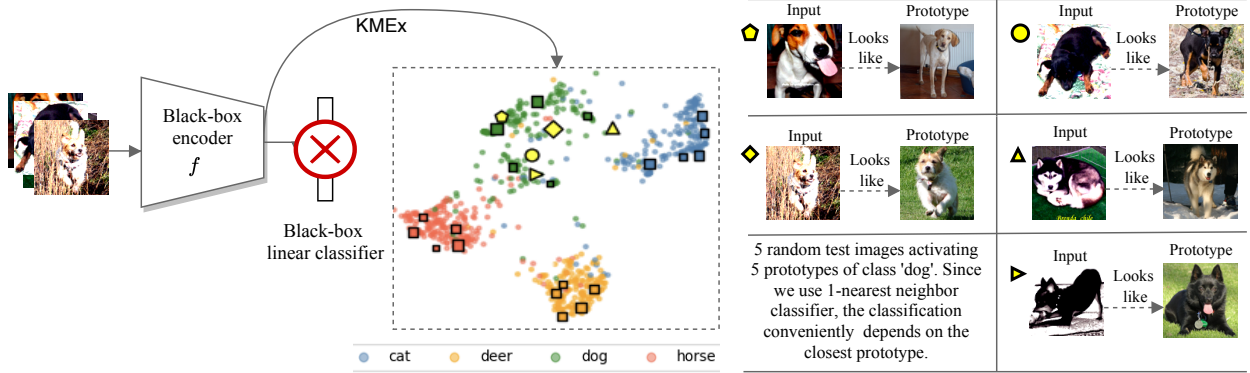 KMEx
Black-box
encoder
f
Black-box
linear classifier
cat
deer
dog
horse
Input
Prototype
Looks
like
Input
Prototype
Looks
like
Input
Prototype
Looks
like
Input
Prototype
Looks
like
Brenda chile
5 random test images activating
5 prototypes of class 'dog'. Since
we use 1-nearest neighbor
classifier, the classification
conveniently depends on the
closest prototype.
Input
Prototype
Looks
like